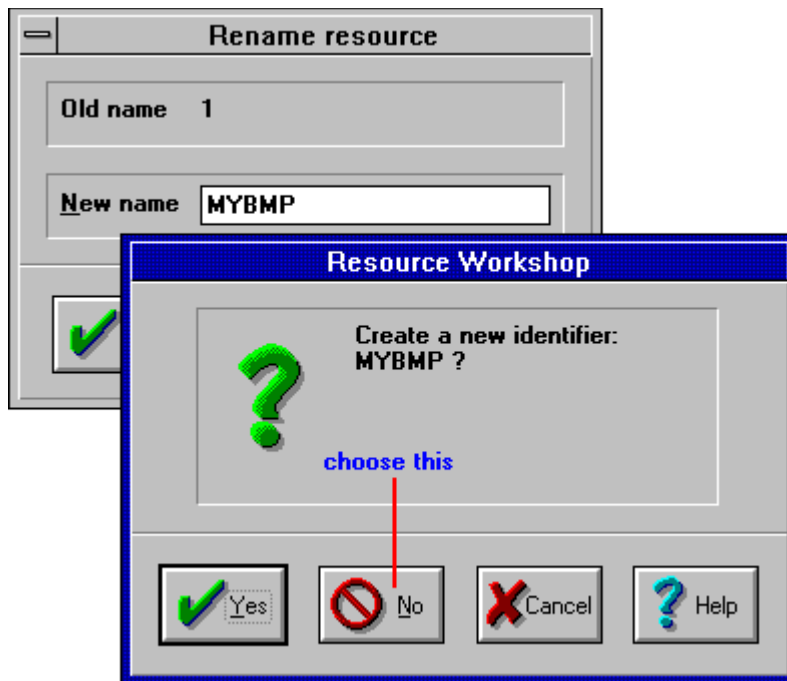 Rename resource
Old name 1
New name MYBMP
Resource Workshop
Create a new identifier:
MYBMP ?
choose this
Yes
No
Cancel
Help